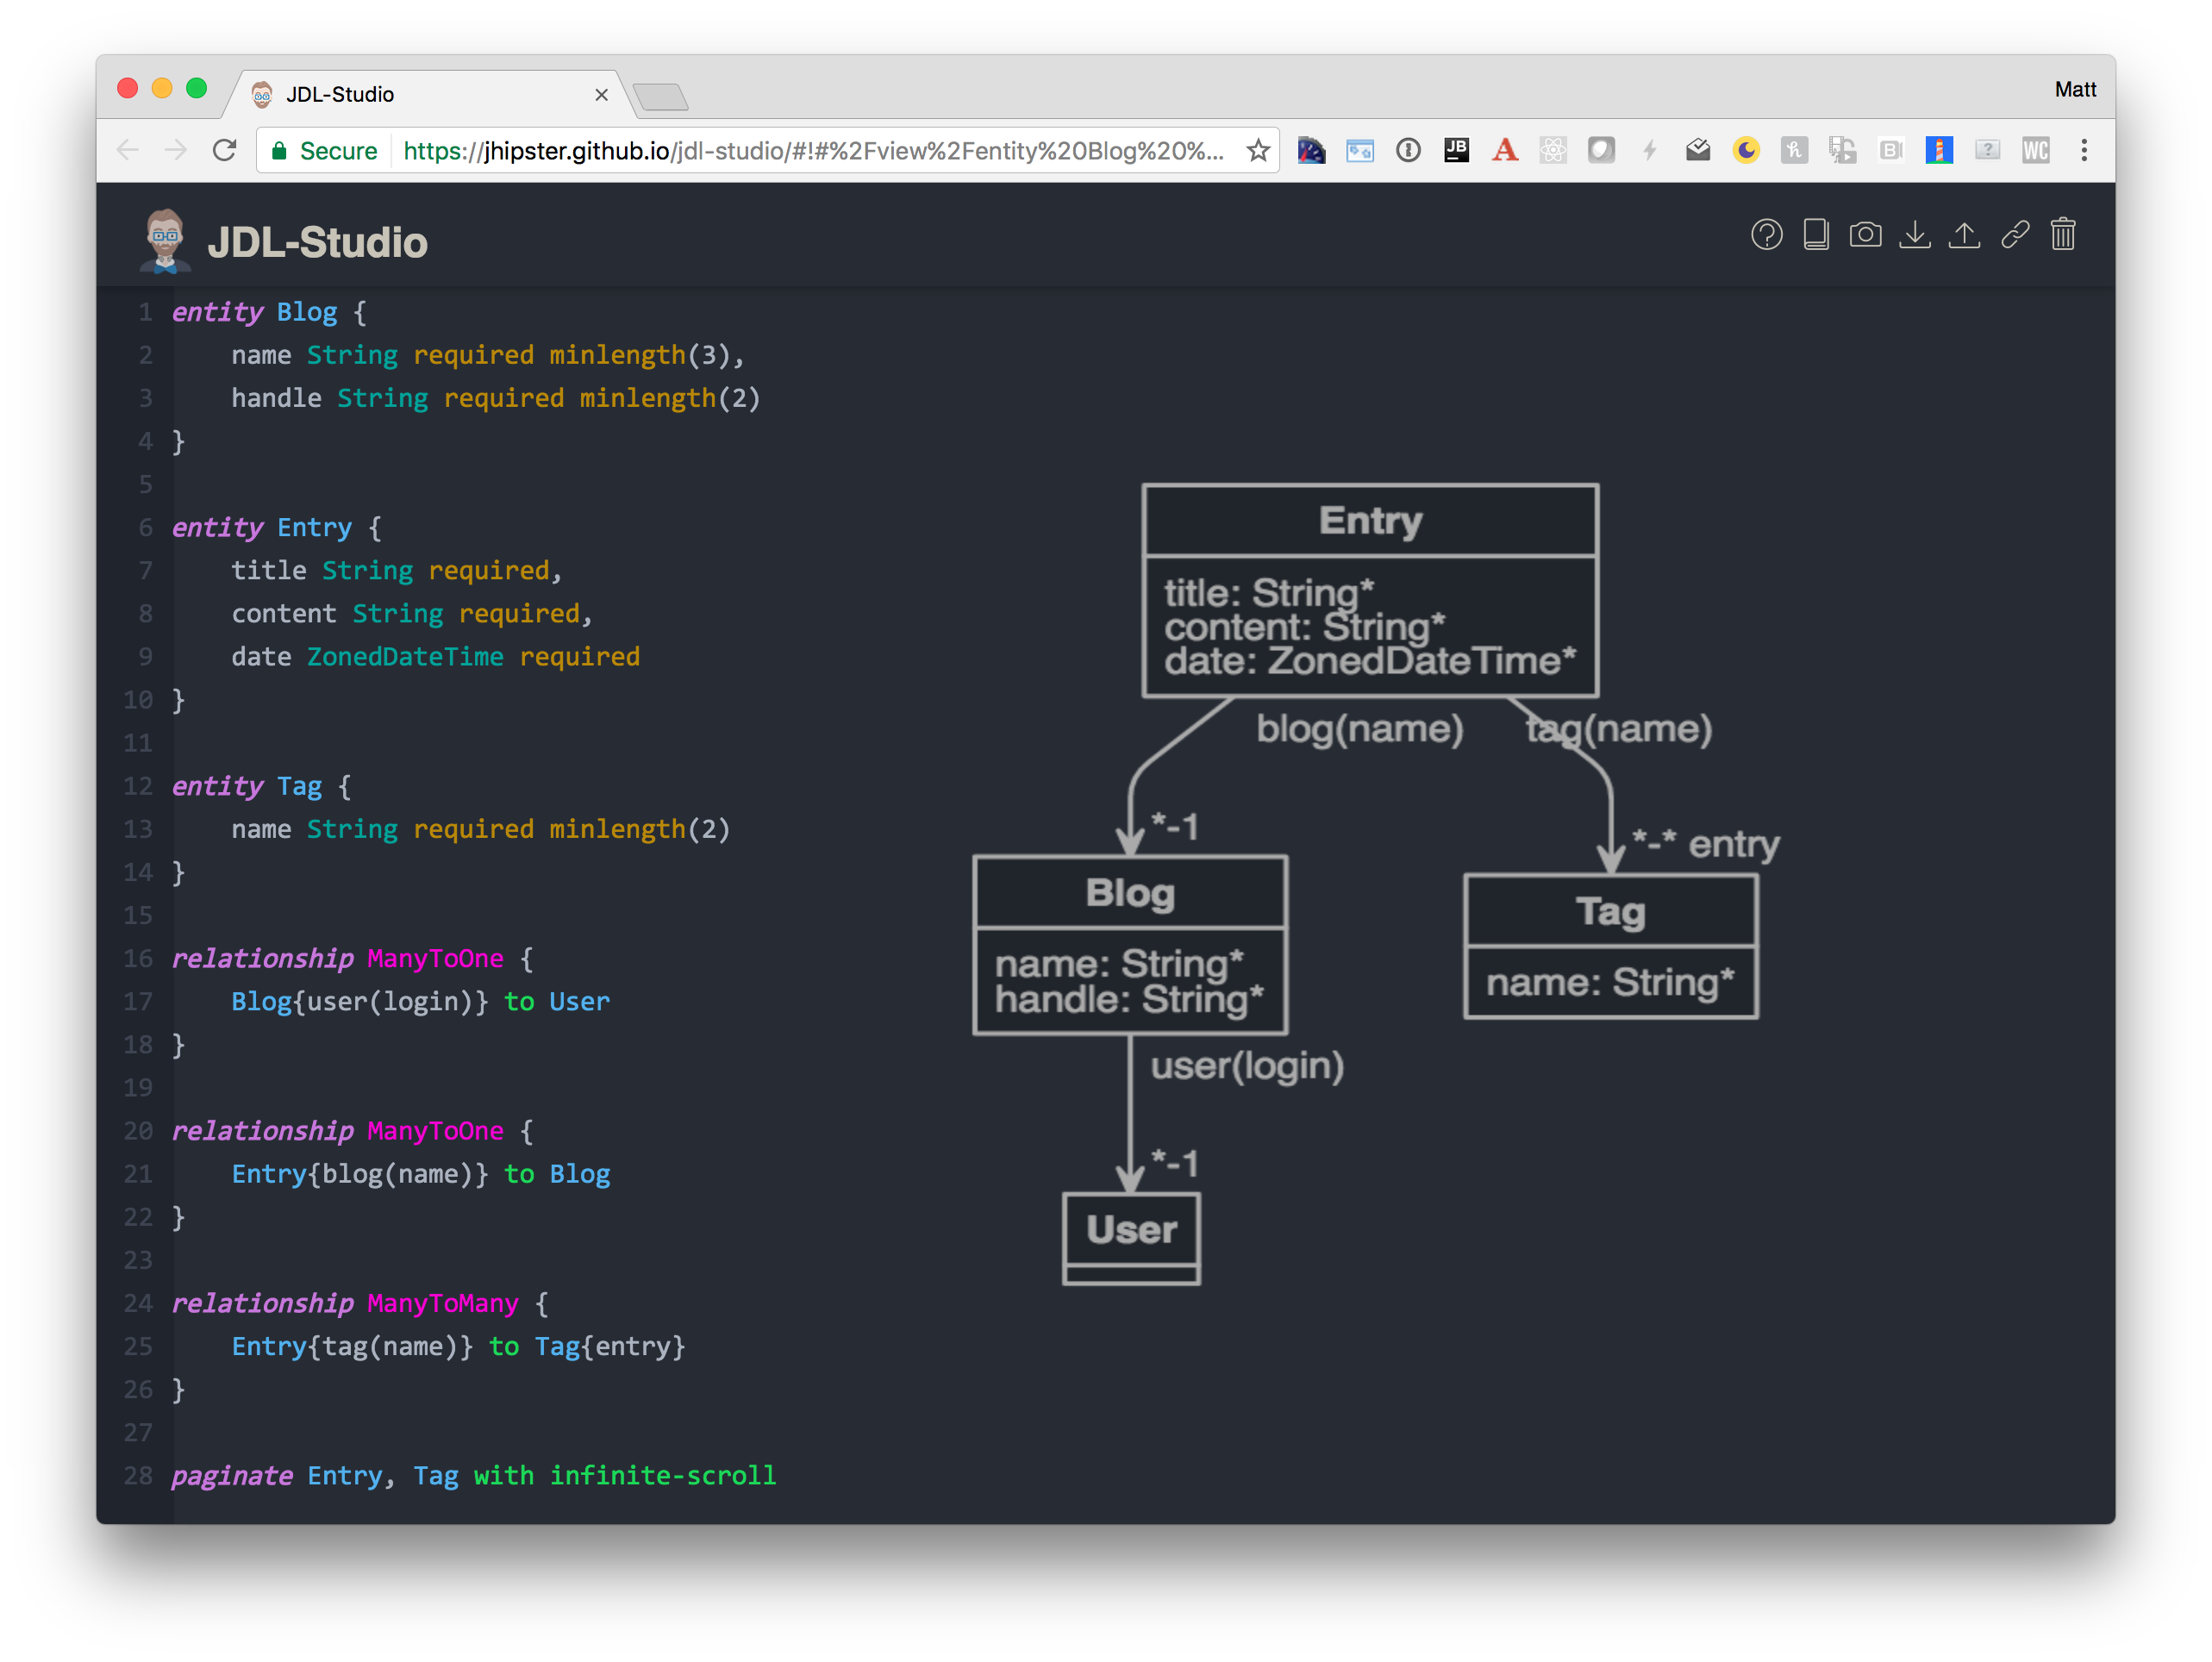 JDL-Studio
Matt
Secure https://jhipster.github.io/jdl-studio/#!#%2Fview%2Fentity%20Blog%20%...
JB
A
h
B
?
WC
JDL-Studio
1 entity Blog {
2 name String required minlength(3),
3 handle String required minlength(2)
4 }
5
6 entity Entry {
7 title String required,
8 content String required,
9 date ZonedDateTime required
10 }
11
12 entity Tag {
13 name String required minlength(2)
14 }
15
16 relationship ManyToOne {
17 Blog{user(login)} to User
18 }
19
20 relationship ManyToOne {
21 Entry{blog(name)} to Blog
22 }
23
24 relationship ManyToMany {
25 Entry{tag(name)} to Tag{entry}
26 }
27
28 paginate Entry, Tag with infinite-scroll
Entry
title: String*
content: String*
date: ZonedDateTime*
blog(name)
tag(name)
*-1
*-* entry
Blog
name: String*
handle: String*
Tag
name: String*
user(login)
*-1
User